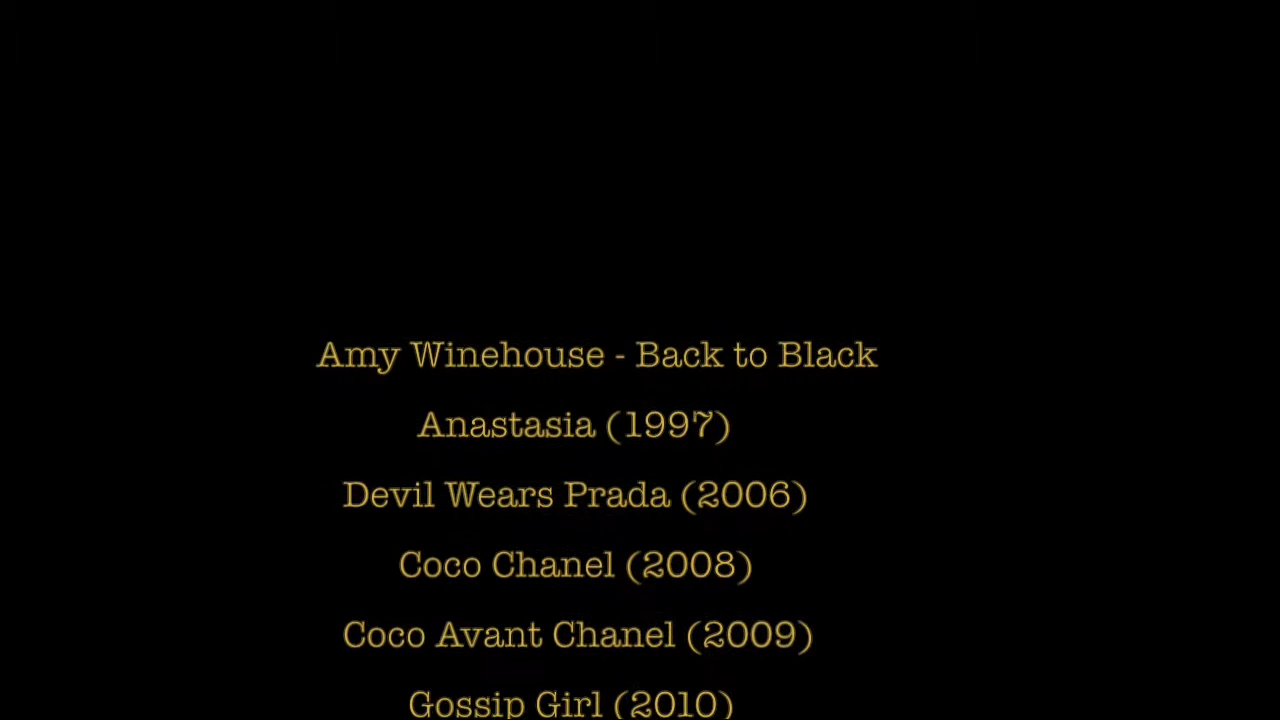 Amy Winehouse - Back to Black
Anastasia (1997)
Devil Wears Prada (2006)
Coco Chanel (2008)
Coco Avant Chanel (2009)
Gossip Girl (2010)